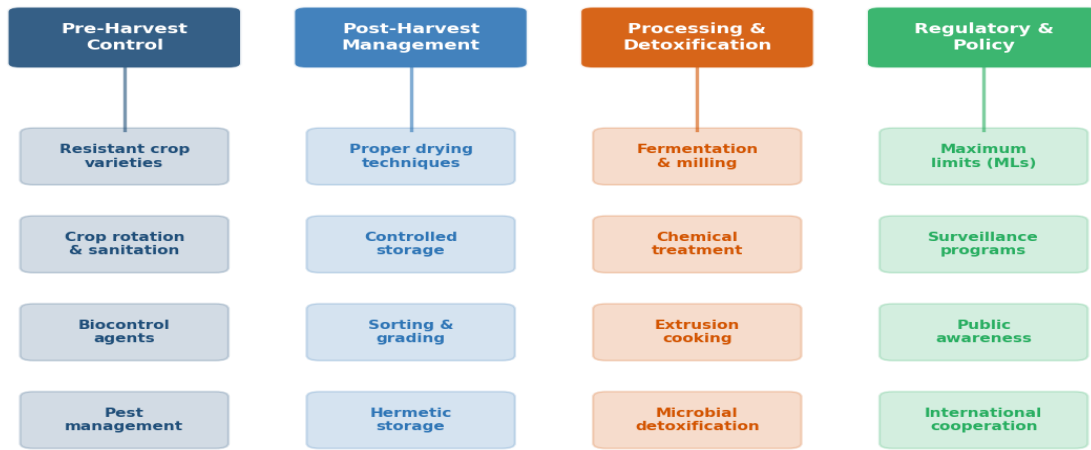 Pre-Harvest
Control
Post-Harvest
Management
Processing &
Detoxification
Regulatory &
Policy
Resistant crop
varieties
Proper drying
techniques
Fermentation
& milling
Maximum
limits (MLs)
Crop rotation
& sanitation
Controlled
storage
Chemical
treatment
Surveillance
programs
Biocontrol
agents
Sorting &
grading
Extrusion
cooking
Public
awareness
Pest
management
Hermetic
storage
Microbial
detoxification
International
cooperation